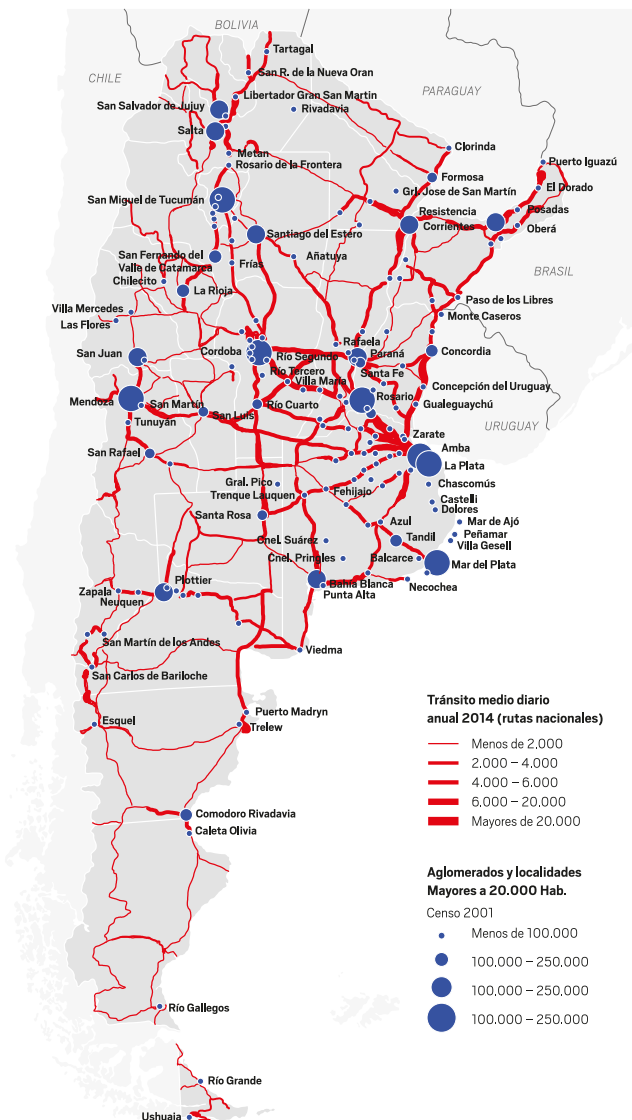 BOLIVIA
Tartagal
San R. de la Nueva Oran
CHILE
Libertador Gran San Martin
PARAGUAY
San Salvador de Jujuy
Rivadavia
Salta
Clorinda
Metan
Puerto Iguazú
Rosario de la Frontera
Formosa
El Dorado
Grl. Jose de San Martín
San Miguel de Tucumán
Resistencia
Posadas
Corrientes
Oberá
Santiago del Estero
San Fernando del
Valle de Catamarca
Frías
Añatuya
BRASIL
Chilecito
La Rioja
Paso de los Libres
Villa Mercedes
Monte Caseros
Las Flores
Rafaela
San Juan
Cordoba
Río Segundo
Paraná
Concordia
Río Tercero
Santa Fe
Villa María
Concepción del Uruguay
Mendoza
San Martín
Rosario
Gualeguaychú
San Luis
Río Cuarto
Tunuyán
URUGUAY
Zarate
San Rafael
Amba
La Plata
Gral. Pico
Chascomús
Trenque Lauquen
Fehijajo
Castelli
Dolores
Santa Rosa
Azul
Mar de Ajó
Peñamar
Cnel. Suárez
Tandil
Villa Gesell
Cnel. Pringles
Balcarce
Mar del Plata
Plottier
Bahía Blanca
Necochea
Zapala
Punta Alta
Neuquen
San Martín de los Andes
Viedma
San Carlos de Bariloche
Puerto Madryn
Esquel
Trelew
Comodoro Rivadavia
Caleta Olivia
Río Gallegos
Río Grande
Ushuaia
Tránsito medio diario
anual 2014 (rutas nacionales)
Menos de 2.000
2.000 – 4.000
4.000 – 6.000
6.000 – 20.000
Mayores de 20.000
Aglomerados y localidades
Mayores a 20.000 Hab.
Censo 2001
Menos de 100.000
100.000 – 250.000
100.000 – 250.000
100.000 – 250.000